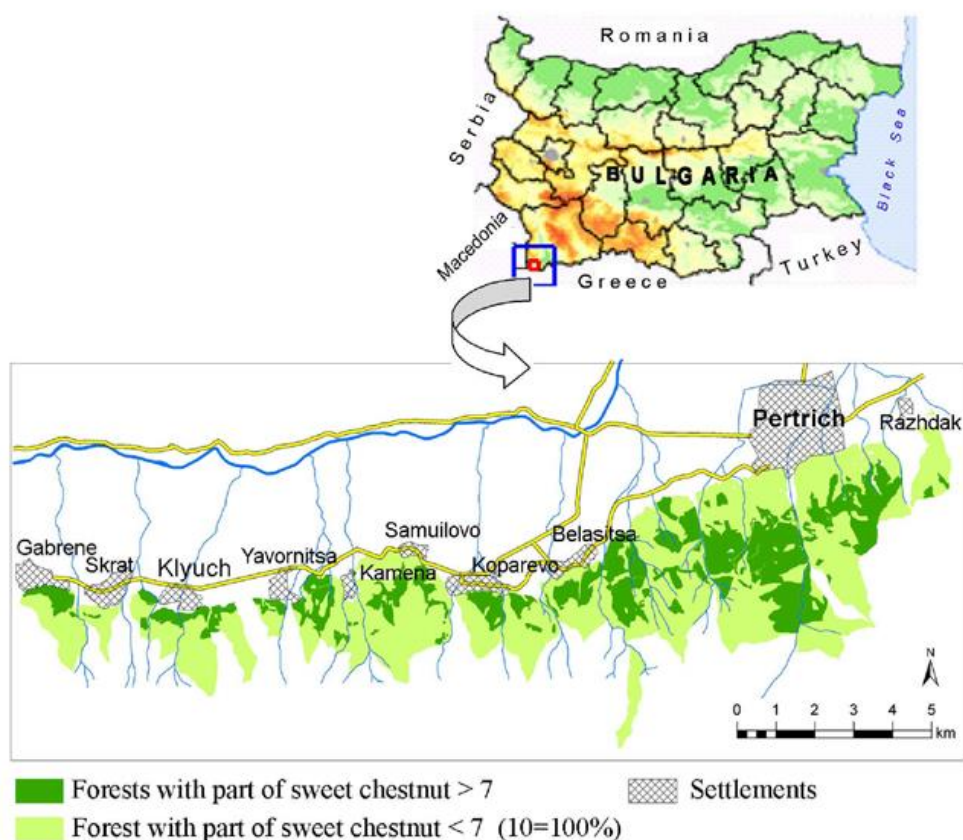 Romania
Serbia
BULGARIA
Black Sea
Macedonia
Turkey
Greece
Pertrich
Razhdak
Samuilovo
Belasitsa
Gabrene
Yavornitsa
Skrat
Klyuch
Koparevo
Kamena
N
0 1 2 3 4 5
km
Forests with part of sweet chestnut > 7
Settlements
Forest with part of sweet chestnut < 7 (10=100%)